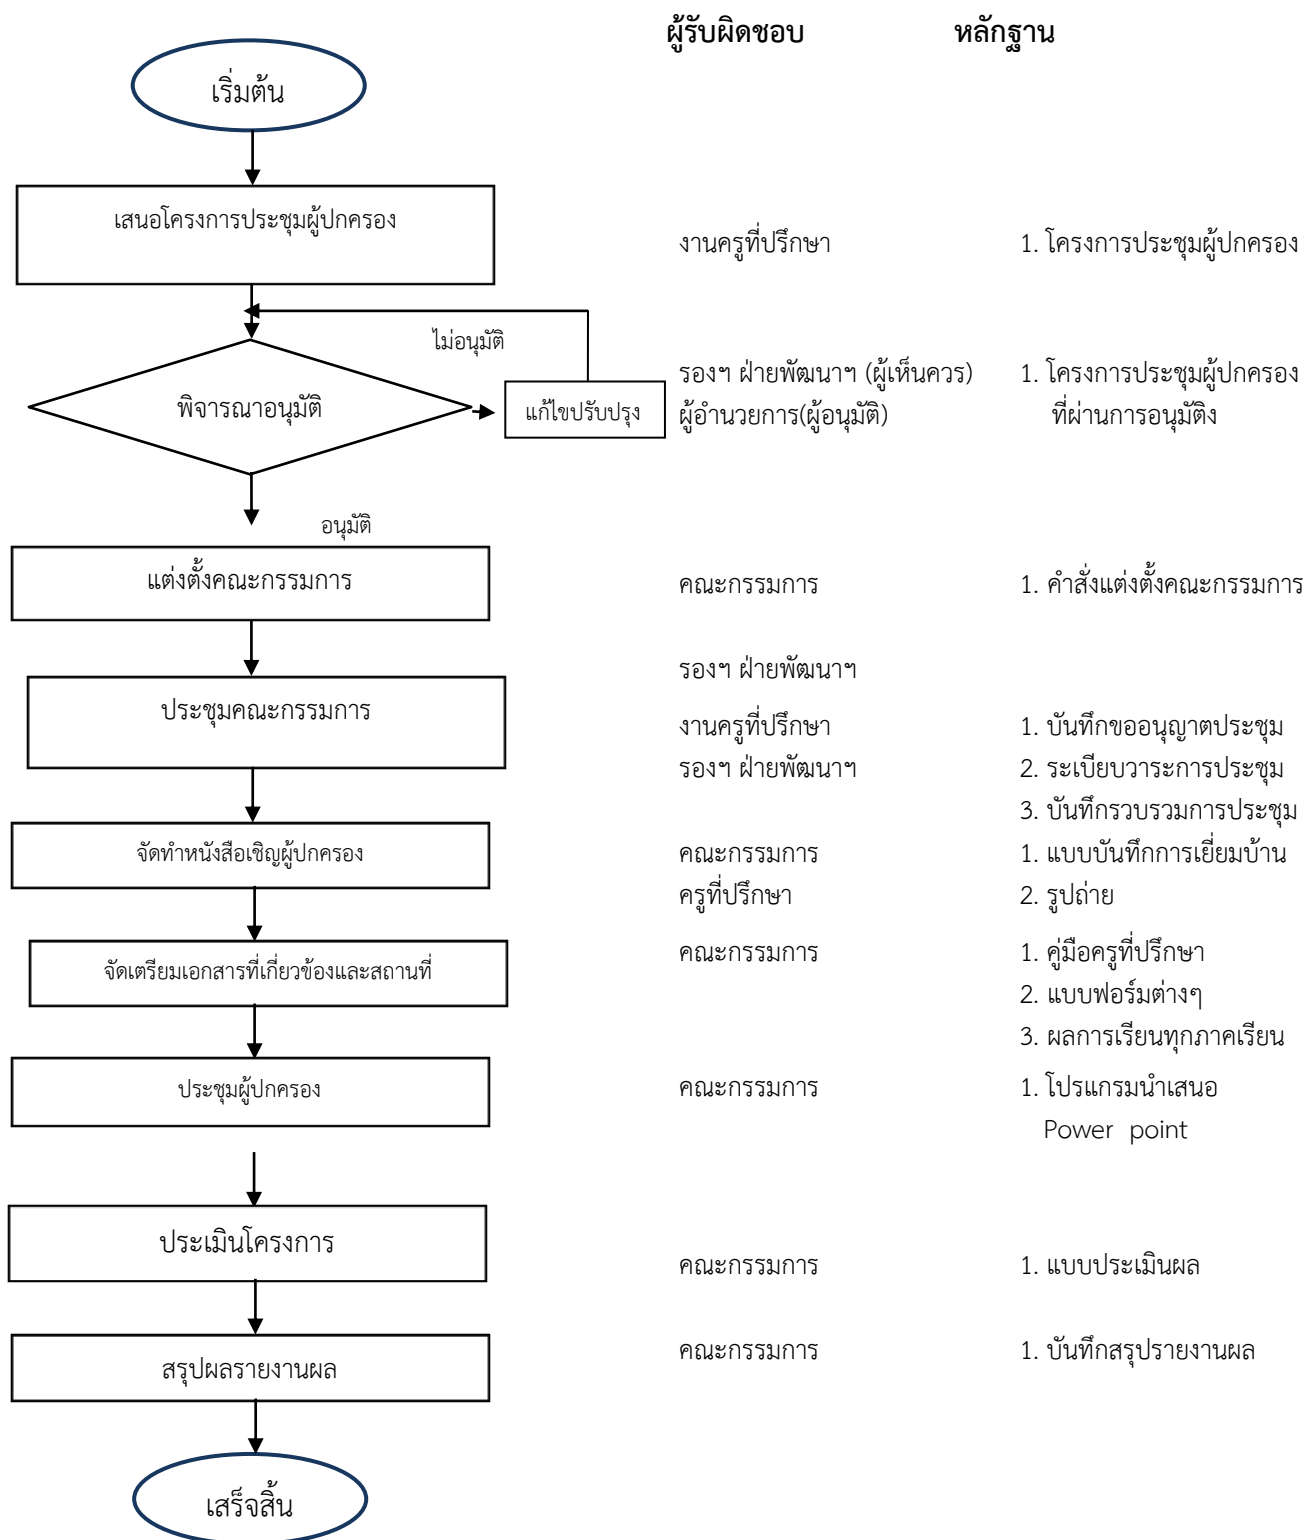 ผู้รับผิดชอบ หลักฐาน
เริ่มต้น
เสนอโครงการประชุมผู้ปกครอง
งานครูที่ปรึกษา 1. โครงการประชุมผู้ปกครอง
ไม่อนุมัติ
พิจารณาอนุมัติ
แก้ไขปรับปรุง
รองฯ ฝ่ายพัฒนาฯ (ผู้เห็นควร) 1. โครงการประชุมผู้ปกครอง
ผู้อำนวยการ(ผู้อนุมัติ) ที่ผ่านการอนุมัติง
อนุมัติ
แต่งตั้งคณะกรรมการ
คณะกรรมการ 1. คำสั่งแต่งตั้งคณะกรรมการ
รองฯ ฝ่ายพัฒนาฯ
ประชุมคณะกรรมการ
งานครูที่ปรึกษา 1. บันทึกขออนุญาตประชุม
รองฯ ฝ่ายพัฒนาฯ 2. ระเบียบวาระการประชุม
3. บันทึกรวบรวมการประชุม
จัดทำหนังสือเชิญผู้ปกครอง
คณะกรรมการ 1. แบบบันทึกการเยี่ยมบ้าน
ครูที่ปรึกษา 2. รูปถ่าย
จัดเตรียมเอกสารที่เกี่ยวข้องและสถานที่
คณะกรรมการ 1. คู่มือครูที่ปรึกษา
2. แบบฟอร์มต่างๆ
3. ผลการเรียนทุกภาคเรียน
ประชุมผู้ปกครอง
คณะกรรมการ 1. โปรแกรมนำเสนอ
Power point
ประเมินโครงการ
คณะกรรมการ 1. แบบประเมินผล
สรุปผลรายงานผล
คณะกรรมการ 1. บันทึกสรุปรายงานผล
เสร็จสิ้น